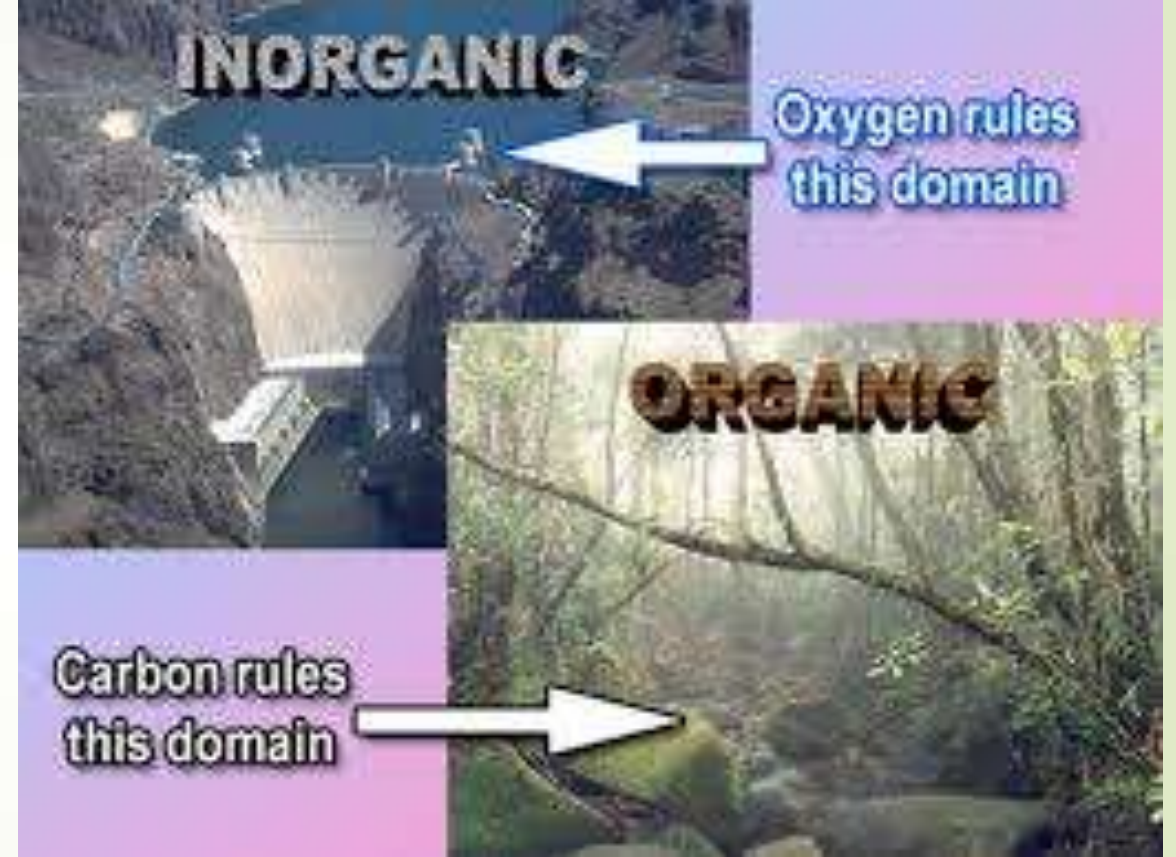 INORGANIC
Oxygen rules
this domain
ORGANIC
Carbon rules
this domain